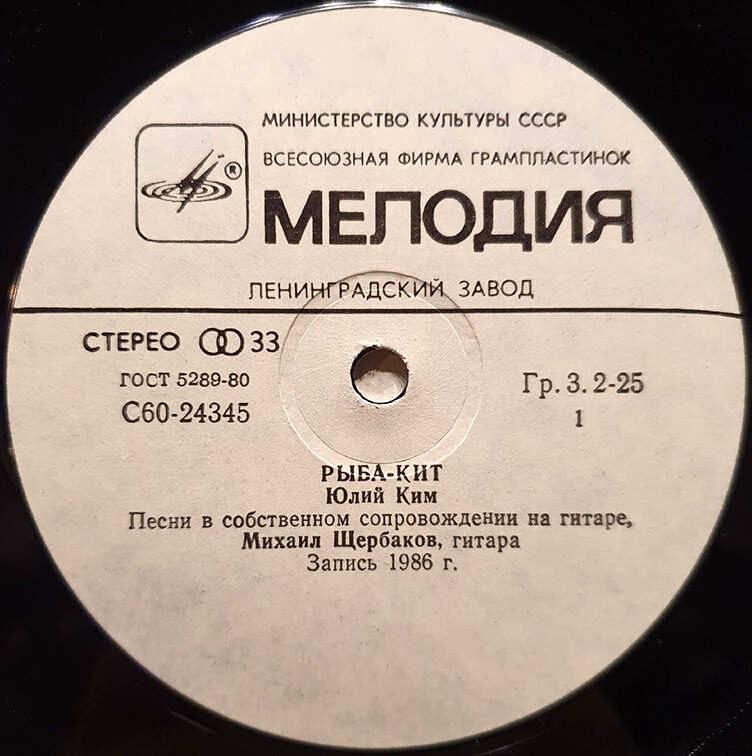 МИНИСТЕРСТВО КУЛЬТУРЫ СССР
ВСЕСОЮЗНАЯ ФИРМА ГРАМПЛАСТИНОК
®
МЕЛОДИЯ
ЛЕНИНГРАДСКИЙ ЗАВОД
СТЕРЕО 33
ГОСТ 5289-80
С60-24345
Гр. 3. 2-25
1
РЫБА-КИТ
Юлий Ким
Песни в собственном сопровождении на гитаре,
Михаил Щербаков, гитара
Запись 1986 г.